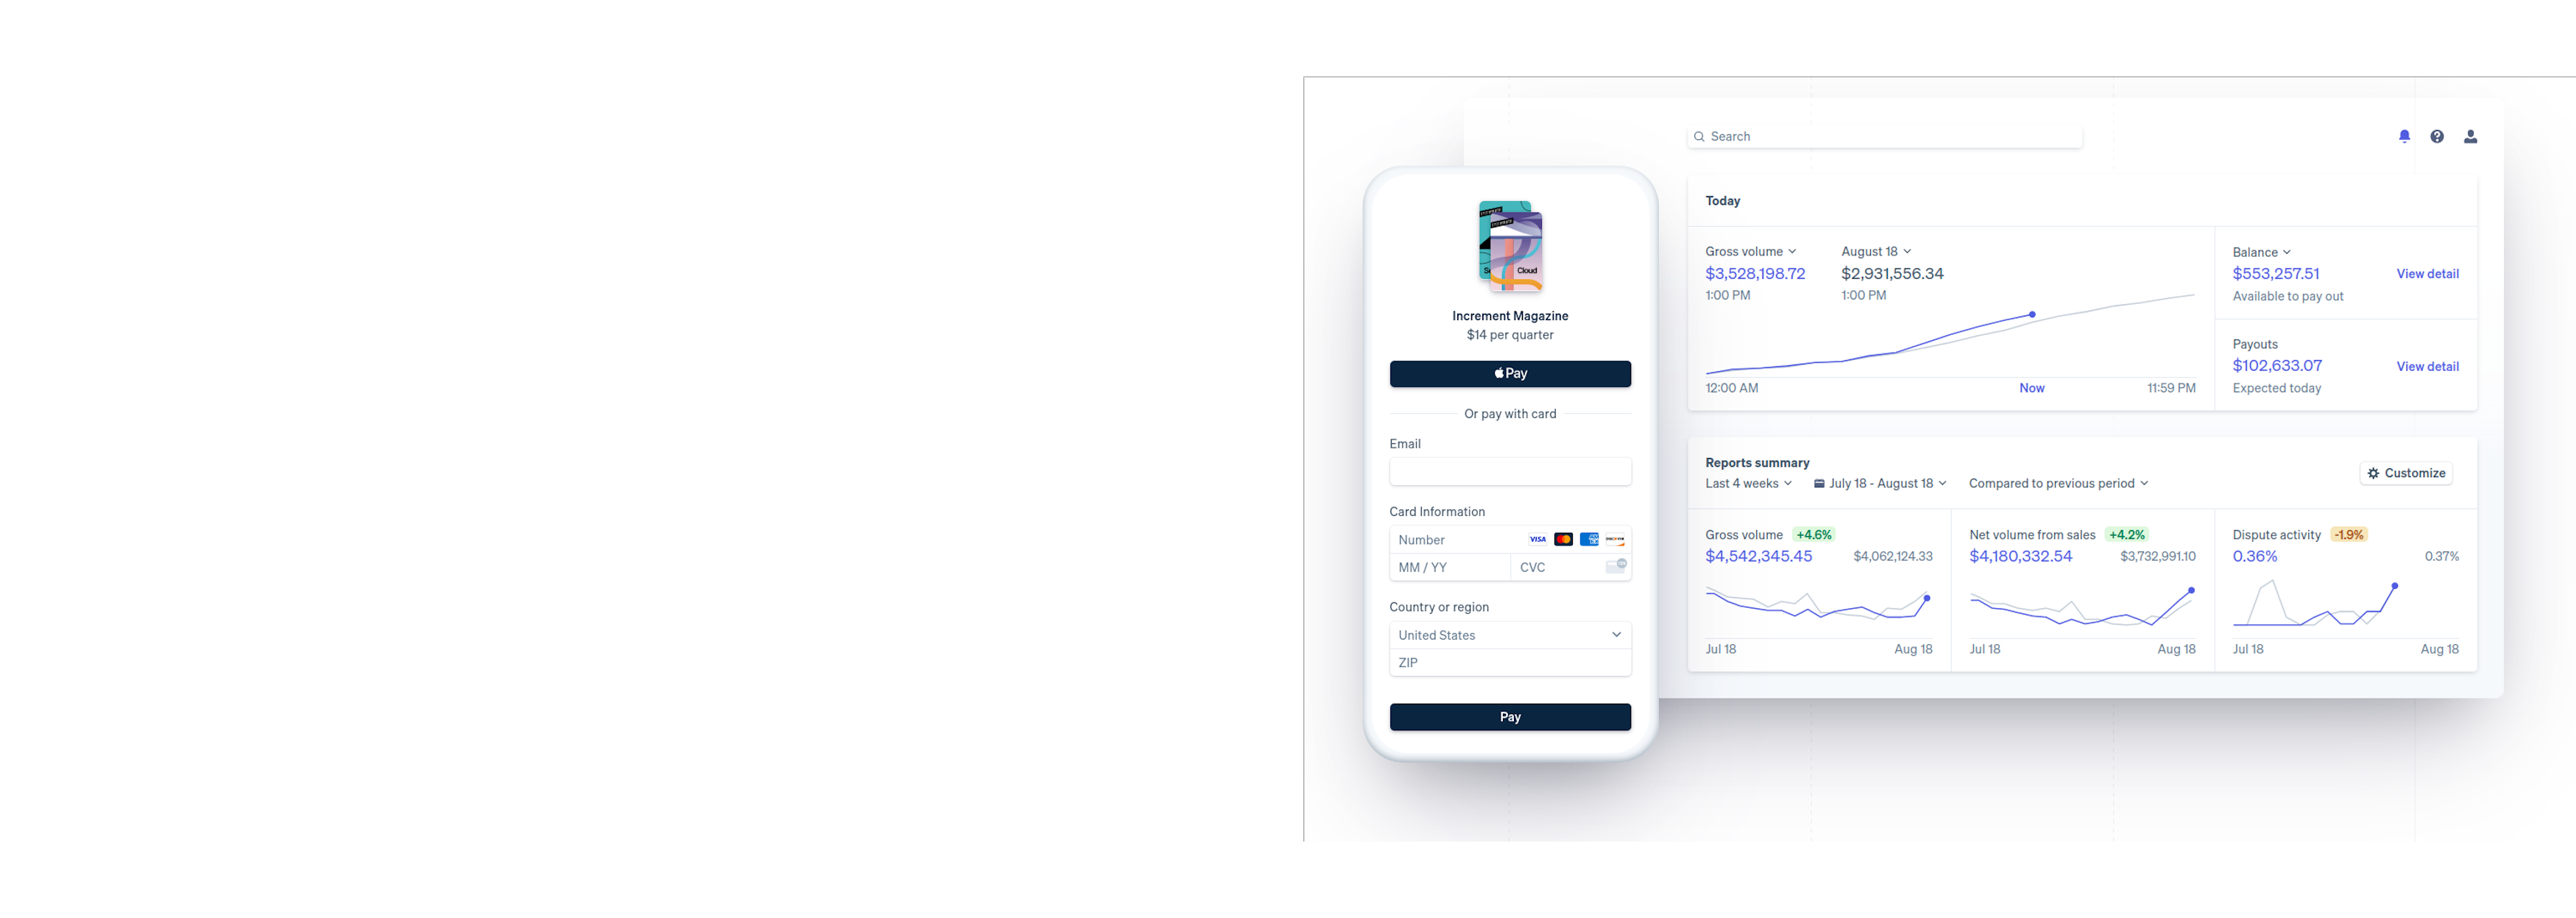 Search
Cloud
Increment Magazine
$14 per quarter
Pay
Or pay with card
Email
Card Information
Number
VISA
MM / YY
CVC
Country or region
United States
ZIP
Pay
Today
Gross volume
August 18
$3,528,198.72
$2,931,556.34
1:00 PM
1:00 PM
12:00 AM
Now
11:59 PM
Balance
$553,257.51
View detail
Available to pay out
Payouts
$102,633.07
View detail
Expected today
Reports summary
Last 4 weeks
July 18 - August 18
Compared to previous period
Customize
Gross volume
+4.6%
$4,542,345.45
$4,062,124.33
Jul 18
Aug 18
Net volume from sales
+4.2%
$4,180,332.54
$3,732,991.10
Jul 18
Aug 18
Dispute activity
-1.9%
0.36%
0.37%
Jul 18
Aug 18